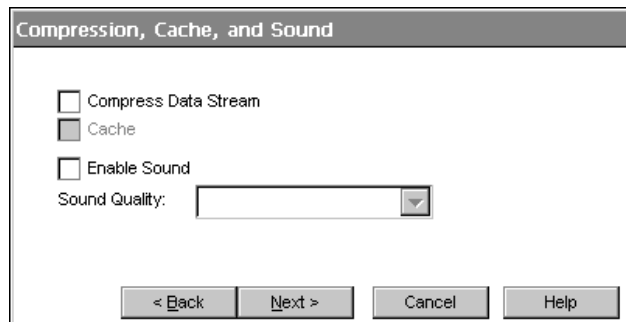 Compression, Cache, and Sound
Compress Data Stream
Cache
Enable Sound
Sound Quality:
< Back Next > Cancel Help